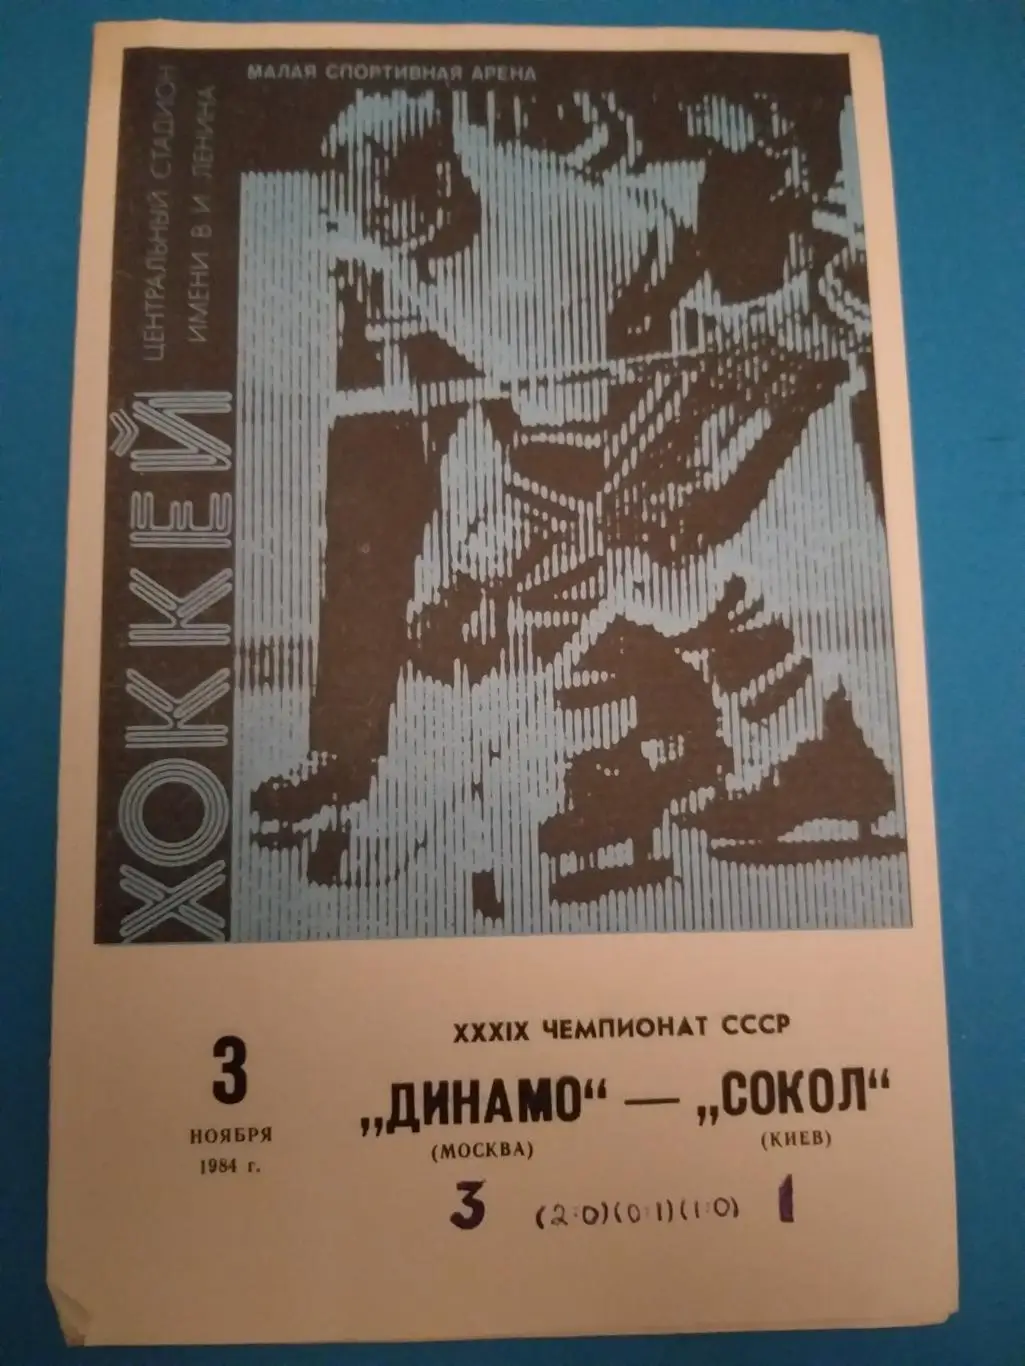 МАЛАЯ СПОРТИВНАЯ АРЕНА
ЦЕНТРАЛЬНЫЙ СТАДИОН
ИМЕНИ В И ЛЕНИНА
ХОККЕЙ
XXXIX ЧЕМПИОНАТ СССР
3
НОЯБРЯ
1984 г.
„ДИНАМО“ — „СОКОЛ“
(МОСКВА) (КИЕВ)
3 (2:0)(0:1)(1:0) 1